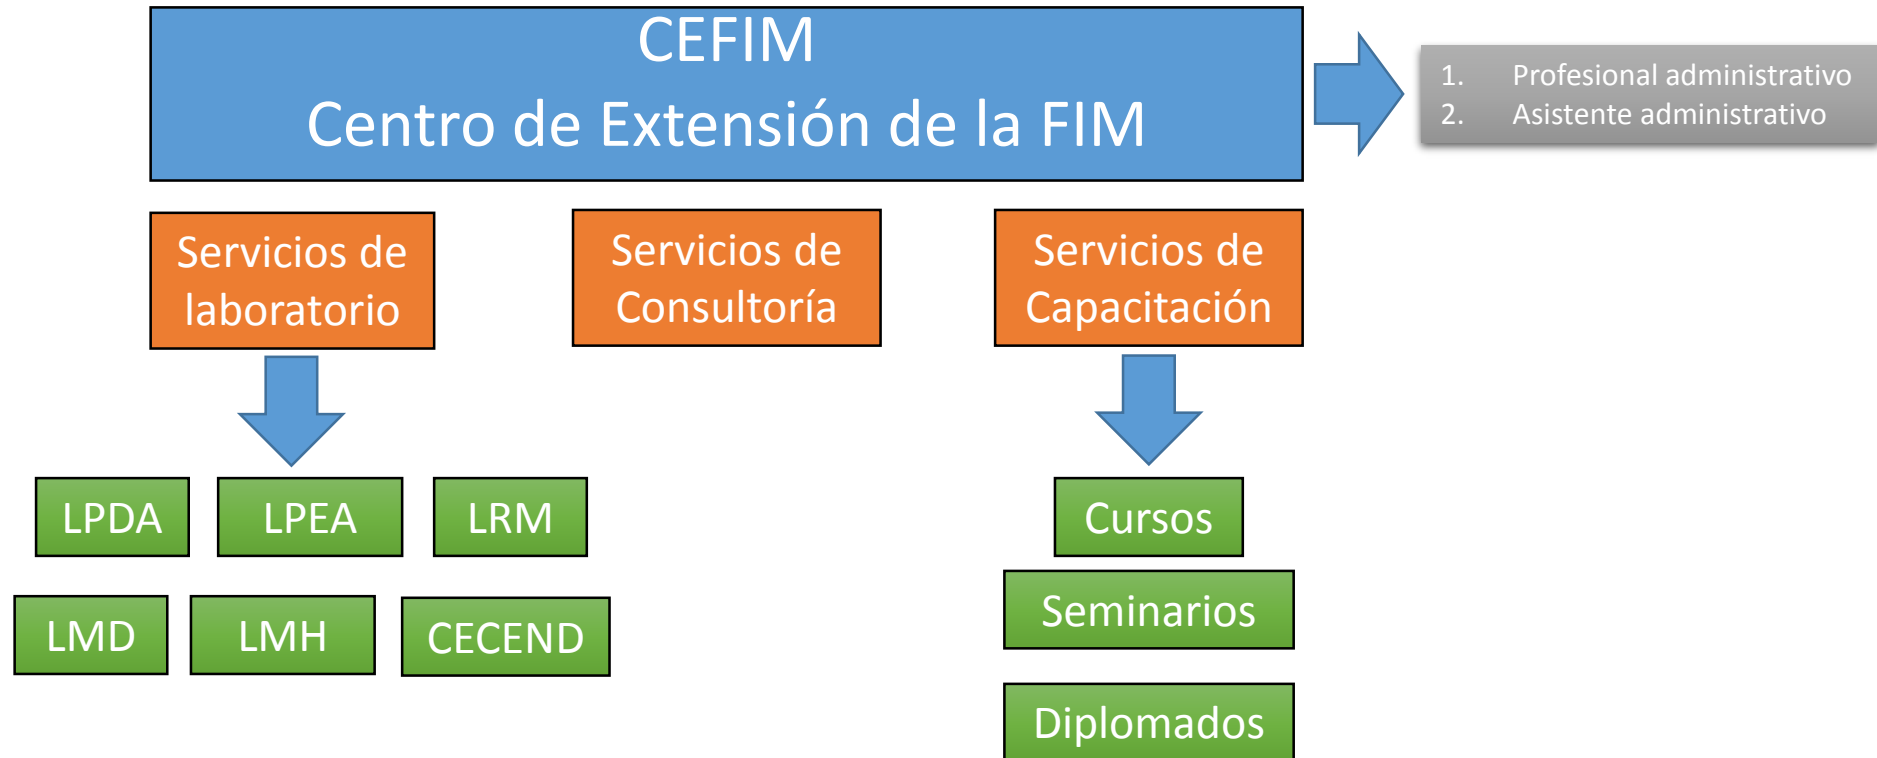 CEFIM
Centro de Extensión de la FIM
1. Profesional administrativo
2. Asistente administrativo
Servicios de
laboratorio
Servicios de
Consultoría
Servicios de
Capacitación
LPDA
LPEA
LRM
LMD
LMH
CECEND
Cursos
Seminarios
Diplomados